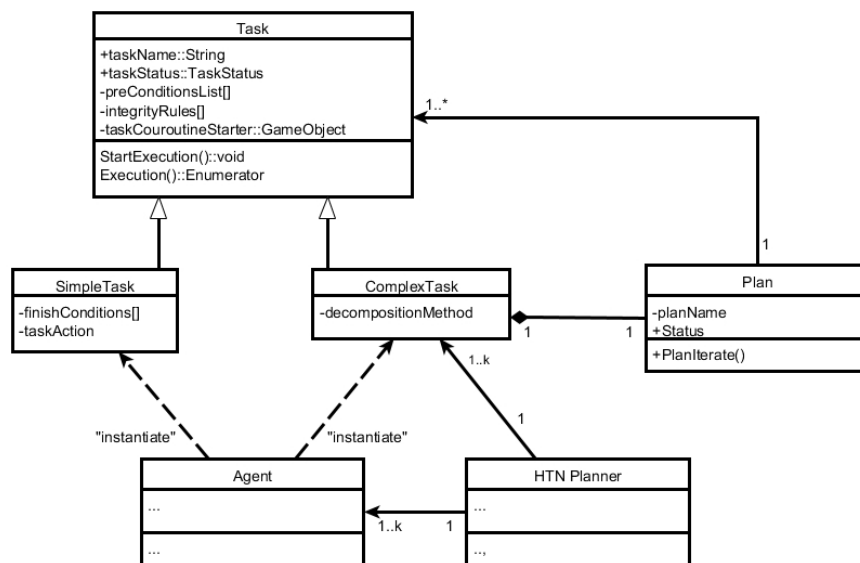 Task
+taskName::String
+taskStatus::TaskStatus
-preConditionsList[]
-integrityRules[]
-taskCouroutineStarter::GameObject
StartExecution()::void
Execution()::Enumerator
1..*
1
SimpleTask
-finishConditions[]
-taskAction
ComplexTask
-decompositionMethod
1
1
Plan
-planName
+Status
+PlanIterate()
1..k
1
"instantiate"
"instantiate"
Agent
...
...
1..k
1
HTN Planner
...
..,